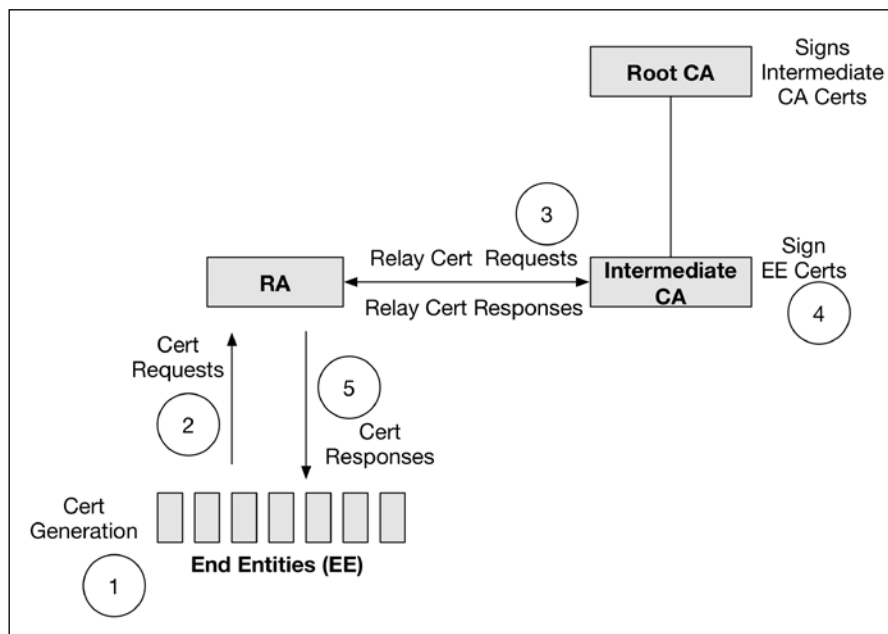 Root CA
Signs
Intermediate
CA Certs
3
Relay Cert Requests
RA
Intermediate
CA
Sign
EE Certs
4
Relay Cert Responses
Cert
Requests
2
5
Cert
Responses
Cert
Generation
1
End Entities (EE)